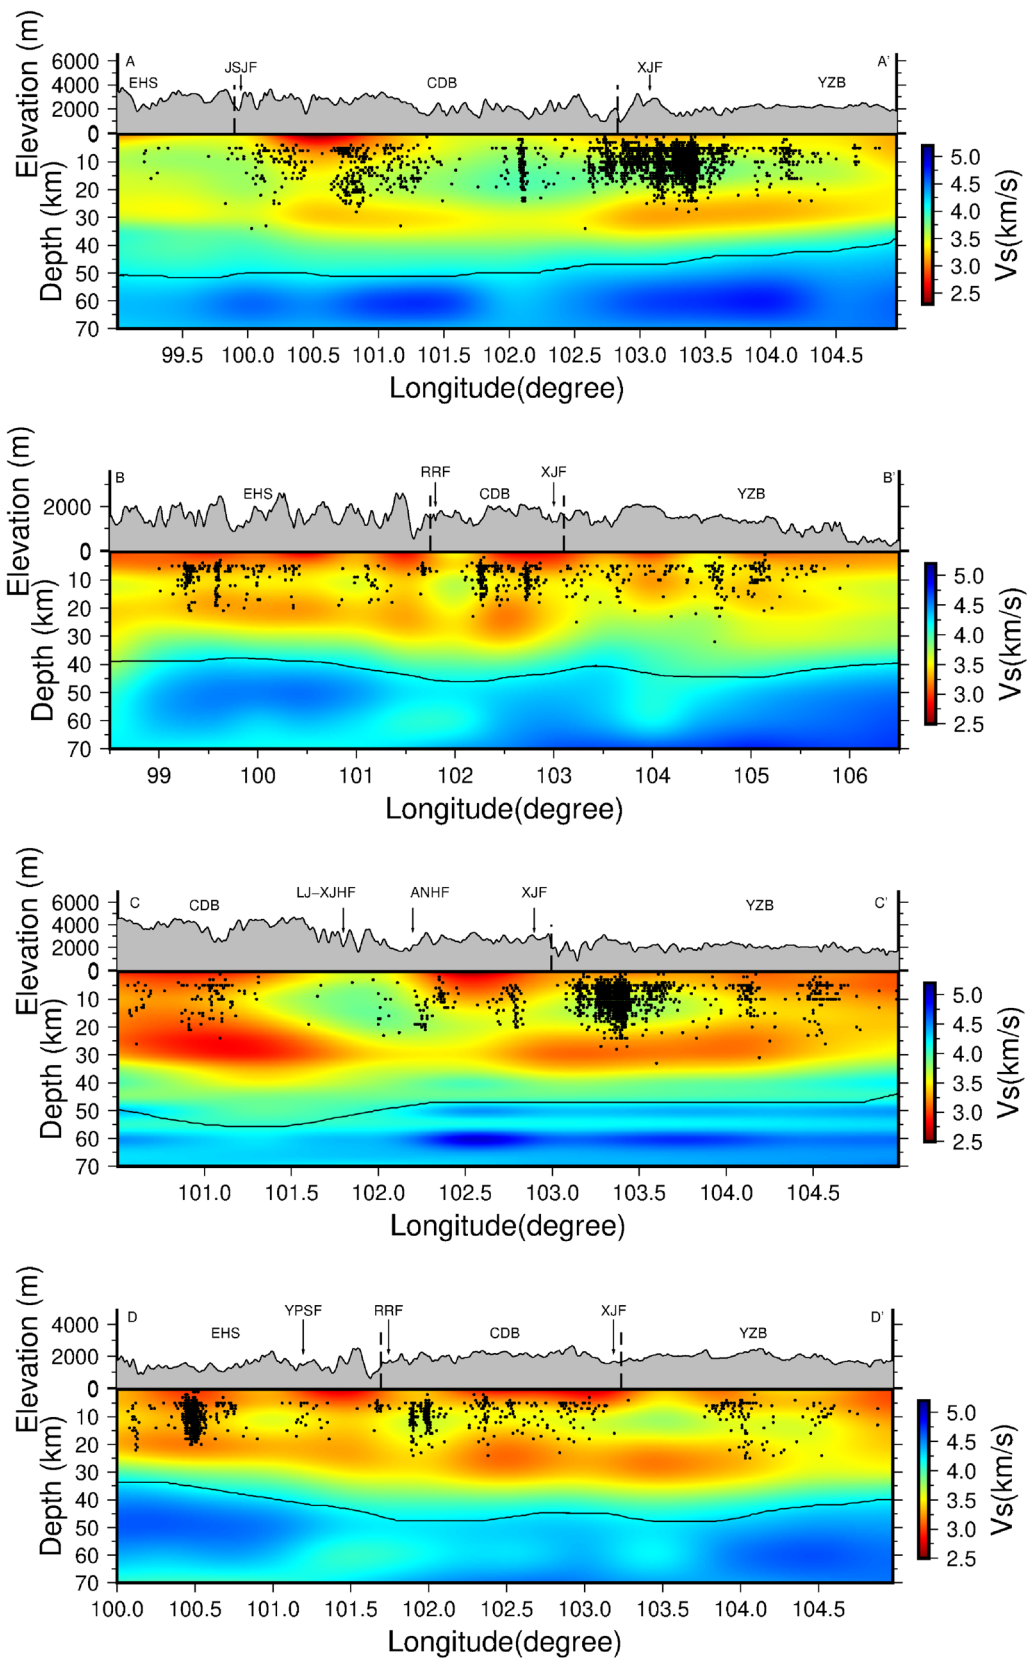 Elevation (m)
6000
4000
2000
0
A
A'
EHS
JSJF
CDB
XJF
YZB
Depth (km)
10
20
30
40
50
60
70
99.5 100.0 100.5 101.0 101.5 102.0 102.5 103.0 103.5 104.0 104.5
Longitude(degree)
5.0
4.5
4.0
3.5
3.0
2.5
Vs(km/s)
Elevation (m)
2000
0
B
B'
EHS
RRF
CDB
XJF
YZB
Depth (km)
10
20
30
40
50
60
70
99 100 101 102 103 104 105 106
Longitude(degree)
5.0
4.5
4.0
3.5
3.0
2.5
Vs(km/s)
Elevation (m)
6000
4000
2000
0
C
C'
CDB
LJ-XJHF
ANHF
XJF
YZB
Depth (km)
10
20
30
40
50
60
70
101.0 101.5 102.0 102.5 103.0 103.5 104.0 104.5
Longitude(degree)
5.0
4.5
4.0
3.5
3.0
2.5
Vs(km/s)
Elevation (m)
4000
2000
0
D
D'
EHS
YPSF
RRF
CDB
XJF
YZB
Depth (km)
10
20
30
40
50
60
70
100.0 100.5 101.0 101.5 102.0 102.5 103.0 103.5 104.0 104.5
Longitude(degree)
5.0
4.5
4.0
3.5
3.0
2.5
Vs(km/s)